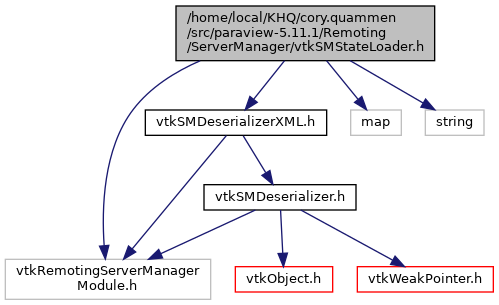 /home/local/KHQ/cory.quammen
/src/paraview-5.11.1/Remoting
/ServerManager/vtkSMStateLoader.h
vtkSMDeserializerXML.h
map
string
vtkSMDeserializer.h
vtkRemotingServerManager
Module.h
vtkObject.h
vtkWeakPointer.h